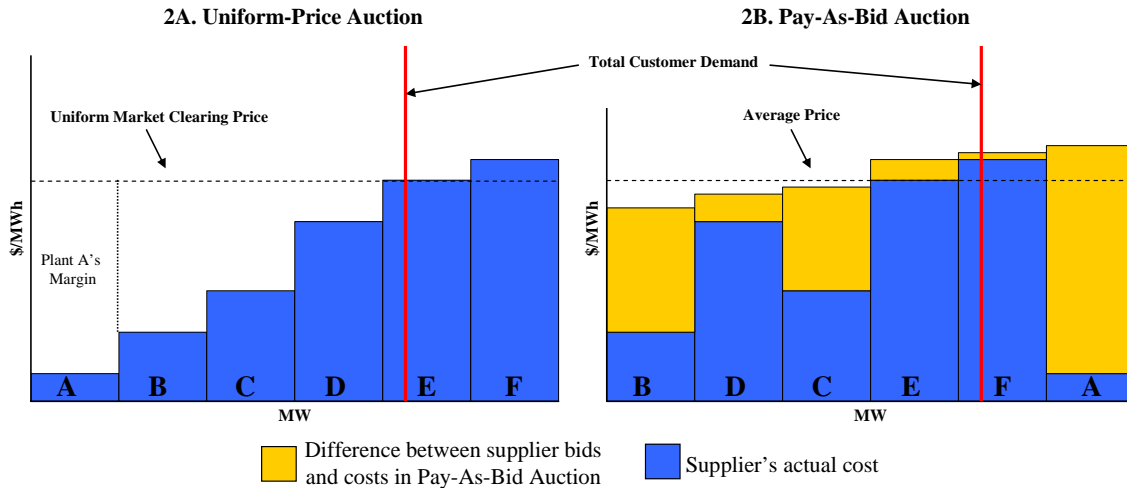 2A. Uniform-Price Auction
2B. Pay-As-Bid Auction
Total Customer Demand
Uniform Market Clearing Price
Average Price
$/MWh
Plant A’s
Margin
A
B
C
D
E
F
MW
$/MWh
B
D
C
E
F
A
MW
Difference between supplier bids
and costs in Pay-As-Bid Auction
Supplier’s actual cost